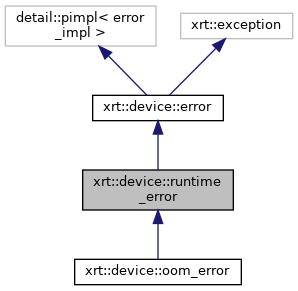 detail::pimpl< error
_impl >
xrt::exception
xrt::device::error
xrt::device::runtime
_error
xrt::device::oom_error